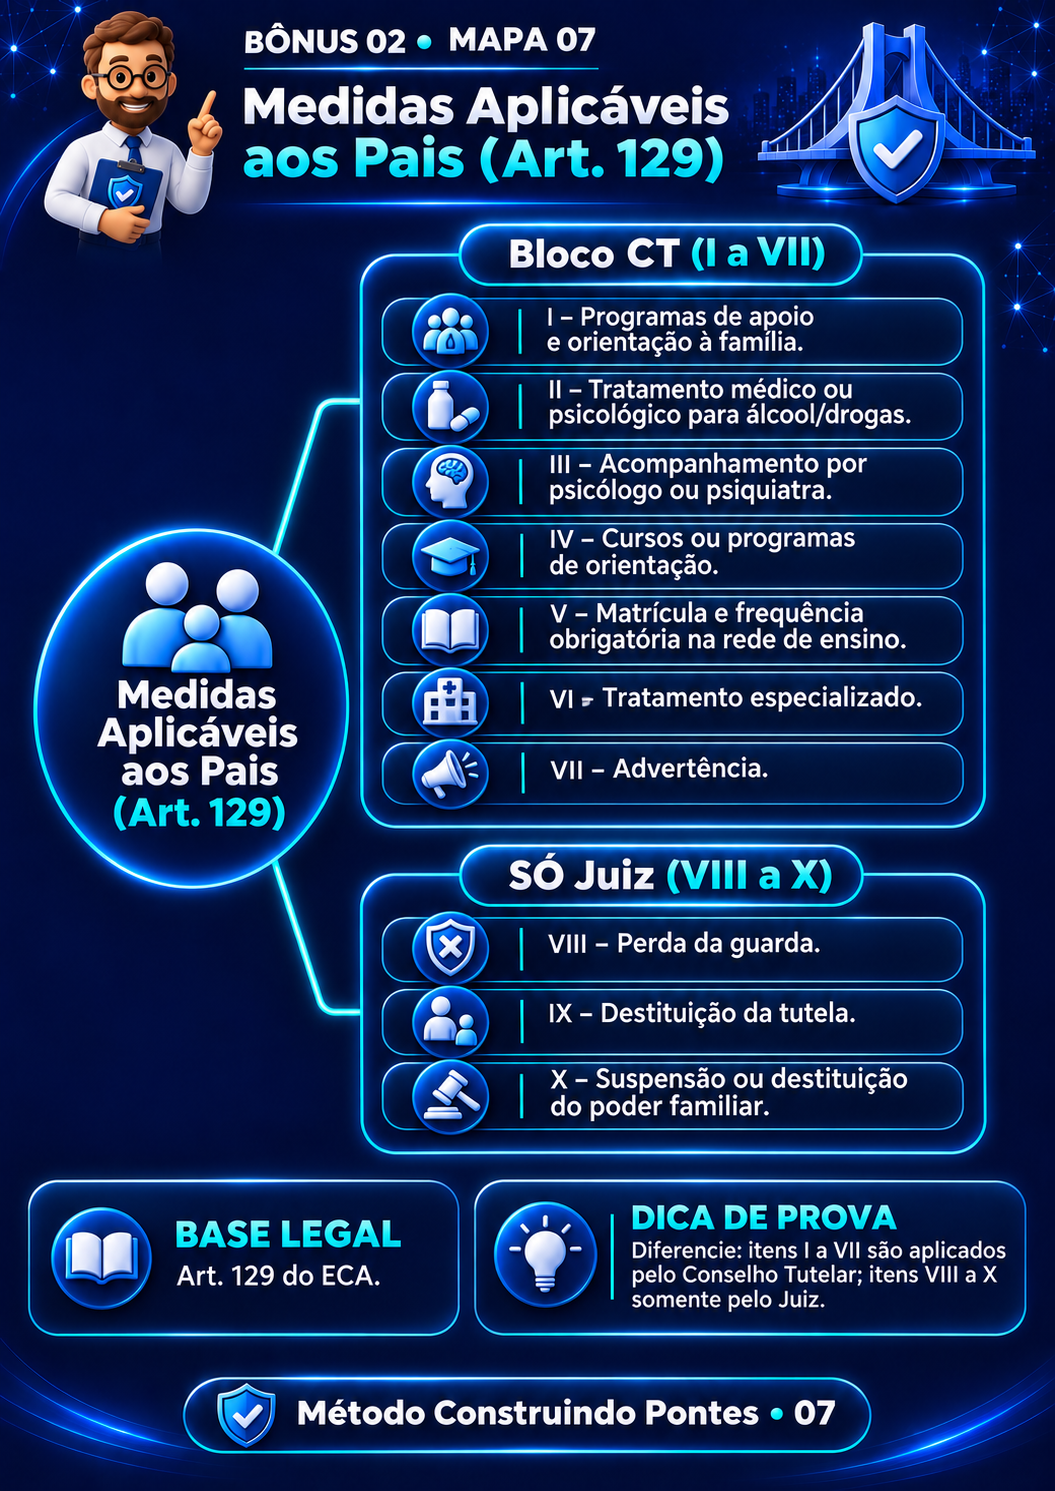 BÔNUS 02 • MAPA 07
Medidas Aplicáveis
aos Pais (Art. 129)
Bloco CT (I a VII)
I – Programas de apoio
e orientação à família.
II – Tratamento médico ou
psicológico para álcool/drogas.
III – Acompanhamento por
psicólogo ou psiquiatra.
IV – Cursos ou programas
de orientação.
V – Matrícula e frequência
obrigatória na rede de ensino.
VI – Tratamento especializado.
VII – Advertência.
Medidas
Aplicáveis
aos Pais
(Art. 129)
SÓ Juiz (VIII a X)
VIII – Perda da guarda.
IX – Destituição da tutela.
X – Suspensão ou destituição
do poder familiar.
BASE LEGAL
Art. 129 do ECA.
DICA DE PROVA
Diferencie: itens I a VII são aplicados
pelo Conselho Tutelar; itens VIII a X
somente pelo Juiz.
Método Construindo Pontes • 07